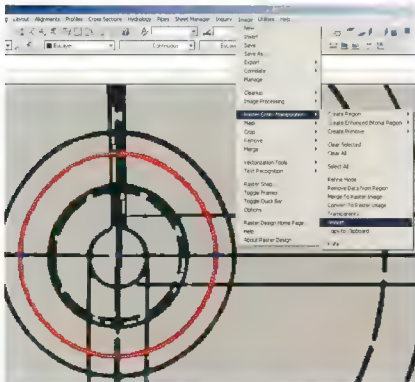 Layout Alignments Profiles Cross Sections Hydrology Pipes Sheet Manager Inquiry Image Utilities Help
ByLayer
Continuous
ByLayer
New
Insert
Save
Save As
Export
Correlate
Manage
Cleanup
Image Processing
Raster Entity Manipulation
Mask
Crop
Remove
Merge
Vectorization Tools
Text Recognition
Raster Snap...
Toggle Frames
Toggle Quick Bar
Options
Raster Design Home Page...
Help
About Raster Design
Create Region
Create Enhanced Bitonal Region
Create Primitive
Clear Selected
Clear All
Select All
Refine Mode
Remove Data from Region
Merge To Raster Image
Convert To Raster Image
Transparency
Copy to Clipboard